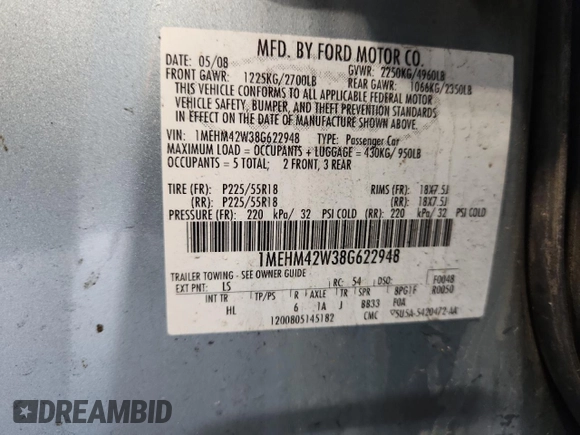 MFD. BY FORD MOTOR CO.
DATE: 05/08 GVWR: 2250KG/4960LB
FRONT GAWR: 1225KG/2700LB REAR GAWR: 1066KG/2350LB
THIS VEHICLE CONFORMS TO ALL APPLICABLE FEDERAL MOTOR
VEHICLE SAFETY, BUMPER, AND THEFT PREVENTION STANDARDS
IN EFFECT ON THE DATE OF MANUFACTURE SHOWN ABOVE
VIN: 1MEHM42W38G622948 TYPE: Passenger Car
MAXIMUM LOAD = OCCUPANTS + LUGGAGE = 430KG/950LB
OCCUPANTS = 5 TOTAL; 2 FRONT, 3 REAR
TIRE (FR): P225/55R18 RIMS (FR): 18X7.5J
(RR): P225/55R18 (RR): 18X7.5J
PRESSURE (FR): 220 kPa/ 32 PSI COLD (RR): 220 kPa/ 32 PSI COLD
1MEHM42W38G622948
TRAILER TOWING - SEE OWNER GUIDE
EXT PNT: LS RC: 54 DSO: F0048
INT TR TP/PS R AXLE TR SPR BPG1F R0050
HL 6 1A J BB33 FOA
1200805145182 CMC
DREAMBID